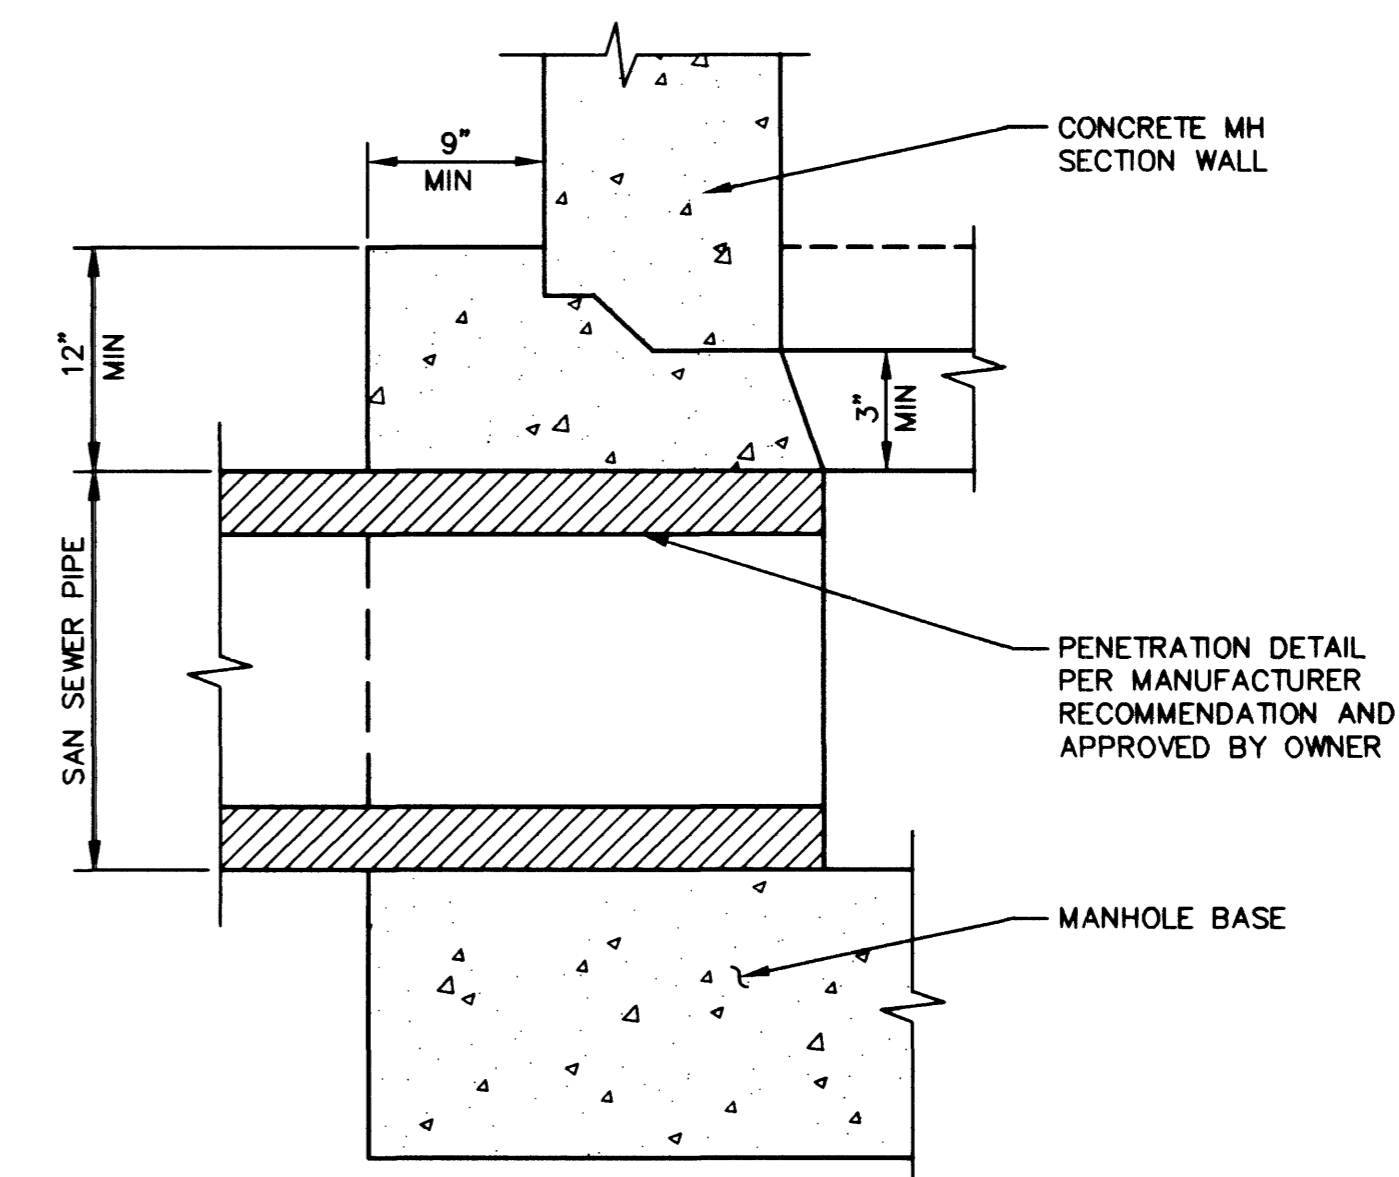 CONCRETE MH
SECTION WALL
9"
MIN
12"
MIN
3"
MIN
SAN SEWER PIPE
PENETRATION DETAIL
PER MANUFACTURER
RECOMMENDATION AND
APPROVED BY OWNER
MANHOLE BASE